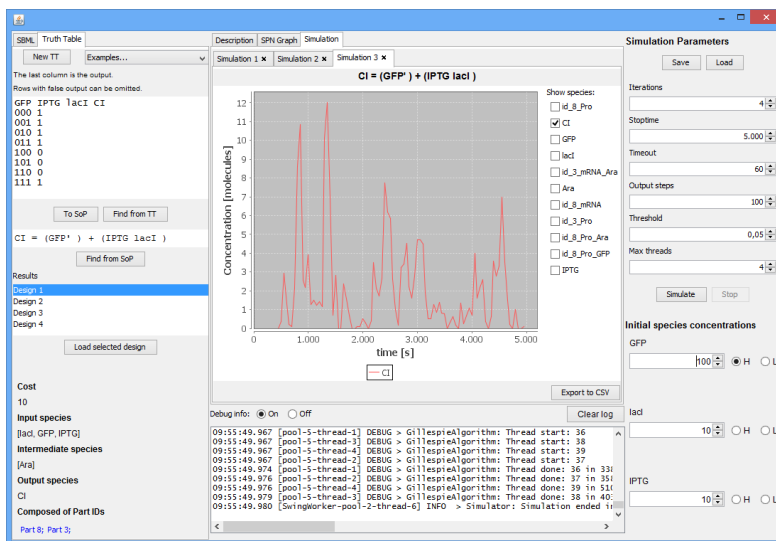 SBML Truth Table
New TT Examples...
The last column is the output.
Rows with false output can be omitted.
GFP IPTG lacI CI
000 1
001 1
010 1
011 1
100 0
101 0
110 0
111 1
To SoP Find from TT
CI = (GFP' ) + (IPTG lacI )
Find from SoP
Results
Design 1
Design 2
Design 3
Design 4
Load selected design
Cost
10
Input species
[lacI, GFP, IPTG]
Intermediate species
[Ara]
Output species
CI
Composed of Part IDs
Part 8; Part 3;
Description SPN Graph Simulation
Simulation 1 × Simulation 2 × Simulation 3 ×
CI = (GFP' ) + (IPTG lacI )
Concentration [molecules]
12
11
10
9
8
7
6
5
4
3
2
1
0
0 1.000 2.000 3.000 4.000 5.000
time [s]
CI
Show species:
id_8_Pro
CI
GFP
lacI
id_3_mRNA_Ara
Ara
id_8_mRNA
id_3_Pro
id_8_Pro_Ara
id_8_Pro_GFP
IPTG
Export to CSV
Debug info: On Off Clear log
09:55:49.967 [pool-5-thread-1] DEBUG > GillespieAlgorithm: Thread start: 36
09:55:49.967 [pool-5-thread-3] DEBUG > GillespieAlgorithm: Thread start: 38
09:55:49.967 [pool-5-thread-4] DEBUG > GillespieAlgorithm: Thread start: 39
09:55:49.967 [pool-5-thread-2] DEBUG > GillespieAlgorithm: Thread start: 37
09:55:49.974 [pool-5-thread-1] DEBUG > GillespieAlgorithm: Thread done: 36 in 338
09:55:49.976 [pool-5-thread-2] DEBUG > GillespieAlgorithm: Thread done: 37 in 358
09:55:49.976 [pool-5-thread-4] DEBUG > GillespieAlgorithm: Thread done: 39 in 510
09:55:49.979 [pool-5-thread-3] DEBUG > GillespieAlgorithm: Thread done: 38 in 403
09:55:49.980 [SwingWorker-pool-2-thread-6] INFO > Simulator: Simulation ended in
Simulation Parameters
Save Load
Iterations
4
Stoptime
5.000
Timeout
60
Output steps
100
Threshold
0,05
Max threads
4
Simulate Stop
Initial species concentrations
GFP
100 H L
lacI
10 H L
IPTG
10 H L